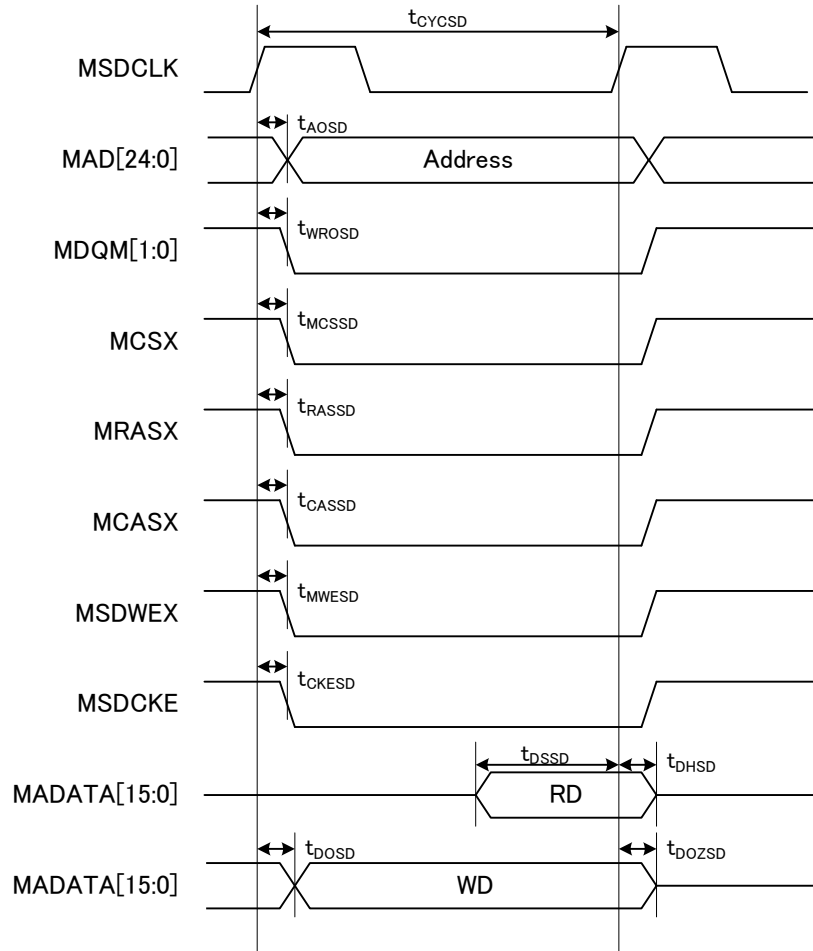 tCYCSD
MSDCLK
tAOSD
MAD[24:0]
Address
tWROSD
MDQM[1:0]
tMCSSD
MCSX
tRASSD
MRASX
tCASSD
MCASX
tMWESD
MSDWEX
tCKESD
MSDCKE
tDSSD
tDHSD
MADATA[15:0]
RD
tDOSD
tDOZSD
MADATA[15:0]
WD